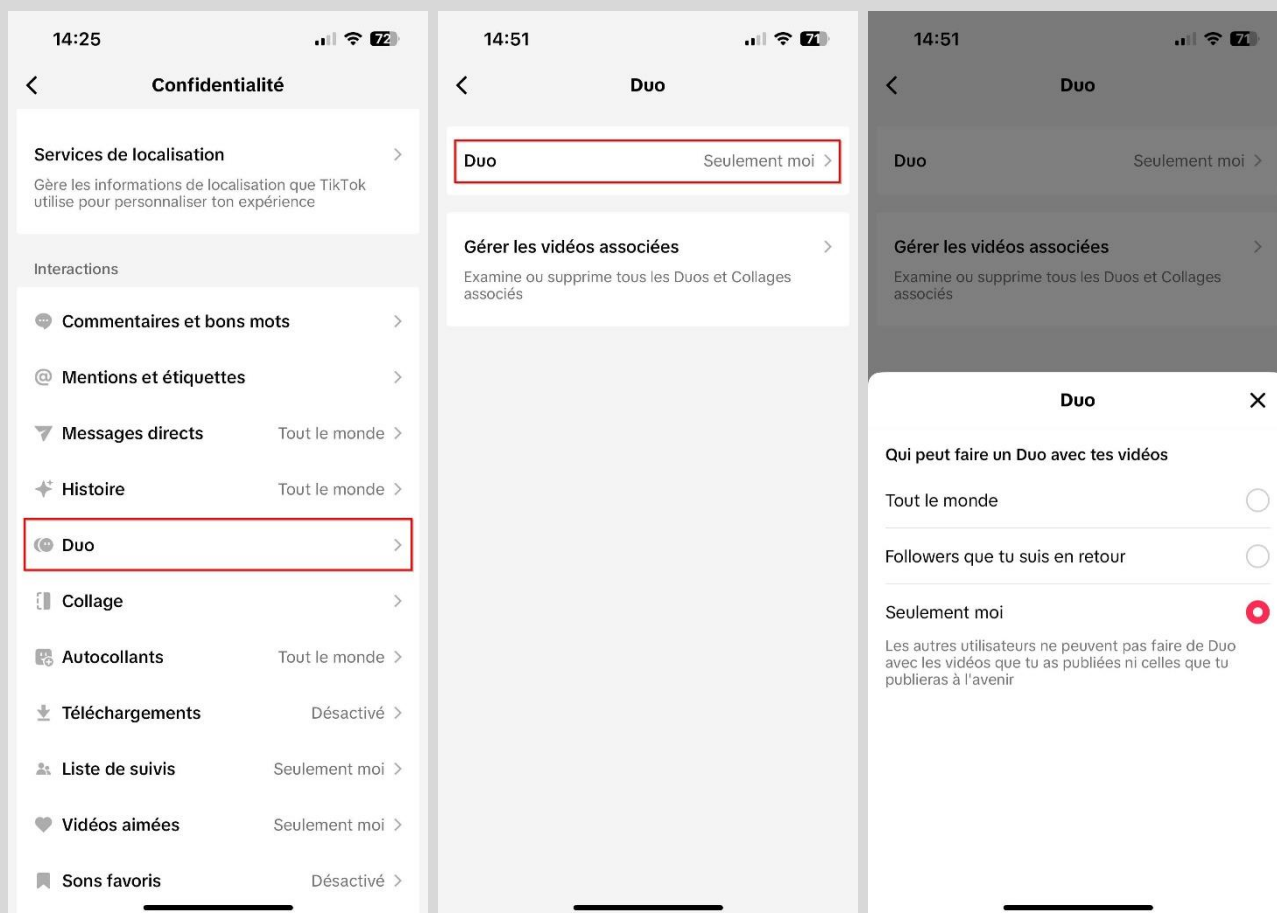 14:25
72
Confidentialité
Services de localisation
Gère les informations de localisation que TikTok
utilise pour personnaliser ton expérience
Interactions
Commentaires et bons mots
Mentions et étiquettes
Messages directs Tout le monde
Histoire Tout le monde
Duo
Collage
Autocollants Tout le monde
Téléchargements Désactivé
Liste de suivis Seulement moi
Vidéos aimées Seulement moi
Sons favoris Désactivé
14:51
71
Duo
Duo Seulement moi
Gérer les vidéos associées
Examine ou supprime tous les Duos et Collages
associés
14:51
71
Duo
Duo Seulement moi
Gérer les vidéos associées
Examine ou supprime tous les Duos et Collages
associés
Duo
Qui peut faire un Duo avec tes vidéos
Tout le monde
Followers que tu suis en retour
Seulement moi
Les autres utilisateurs ne peuvent pas faire de Duo
avec les vidéos que tu as publiées ni celles que tu
publieras à l'avenir